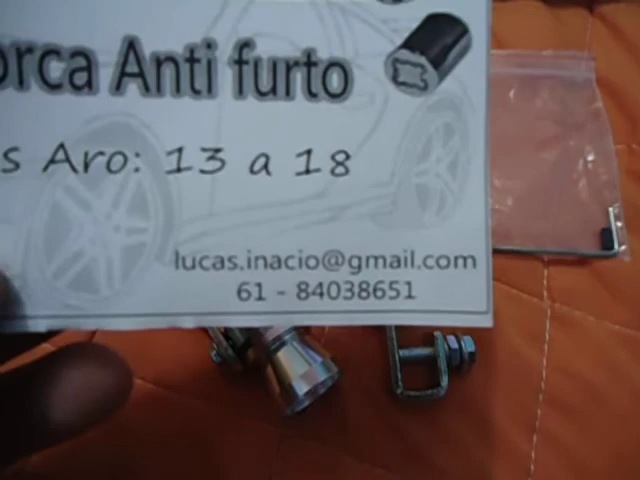 orca Anti furto
s Aro: 13 a 18
lucas.inacio@gmail.com
61 - 84038651